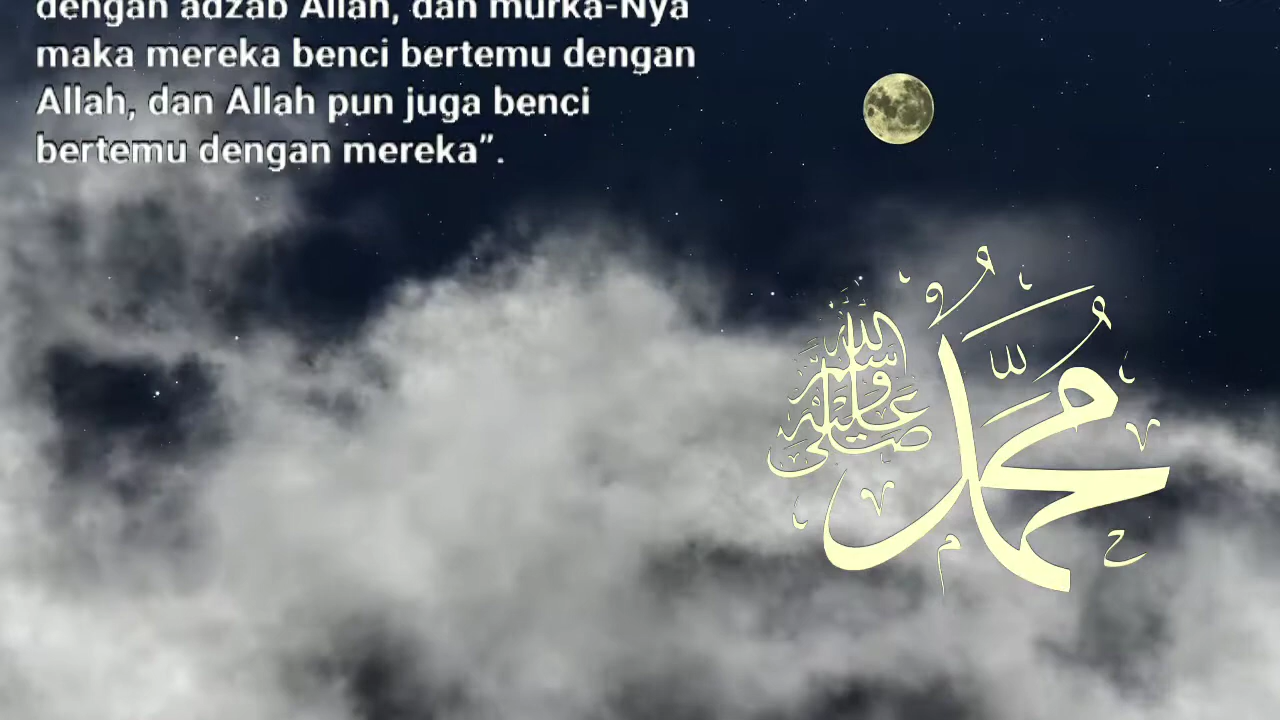 dengan adzab Allah, dan murka-Nya
maka mereka benci bertemu dengan
Allah, dan Allah pun juga benci
bertemu dengan mereka”.
محمد
صلى الله عليه وسلم